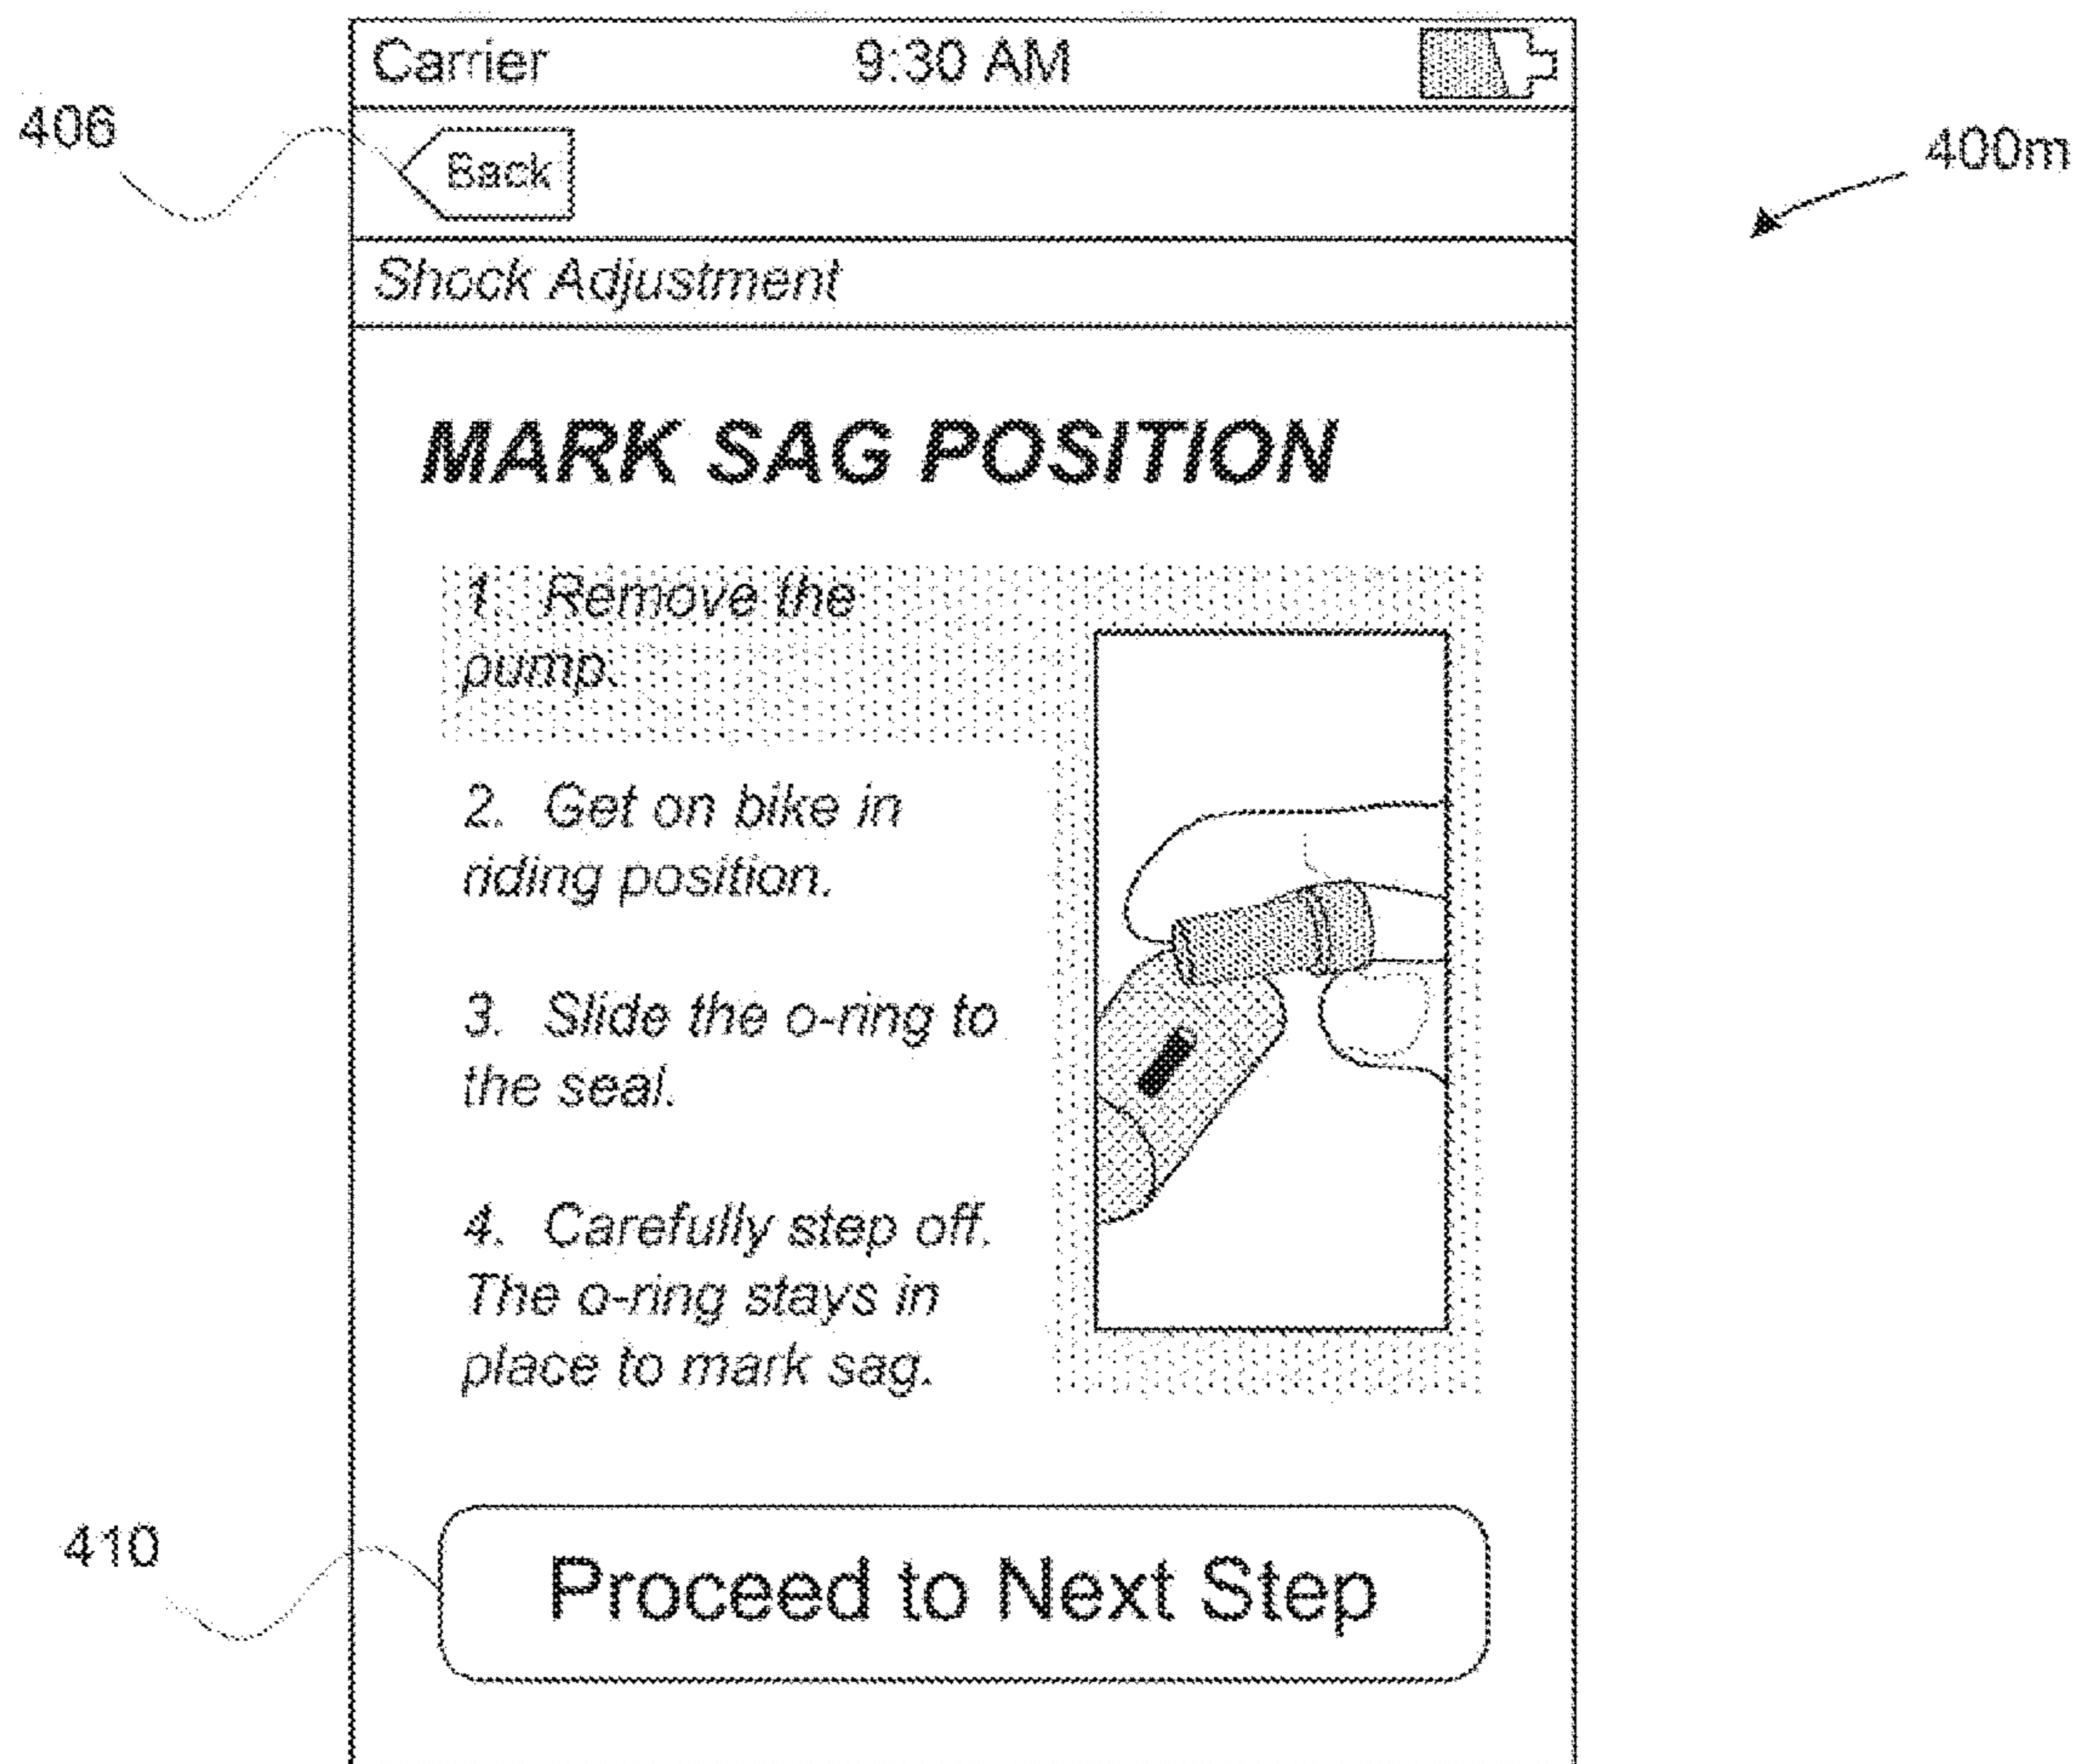 Carrier 9:30 AM
406
Back
400m
Shock Adjustment
MARK SAG POSITION
1. Remove the
pump.
2. Get on bike in
riding position.
3. Slide the o-ring to
the seal.
4. Carefully step off.
The o-ring stays in
place to mark sag.
410
Proceed to Next Step